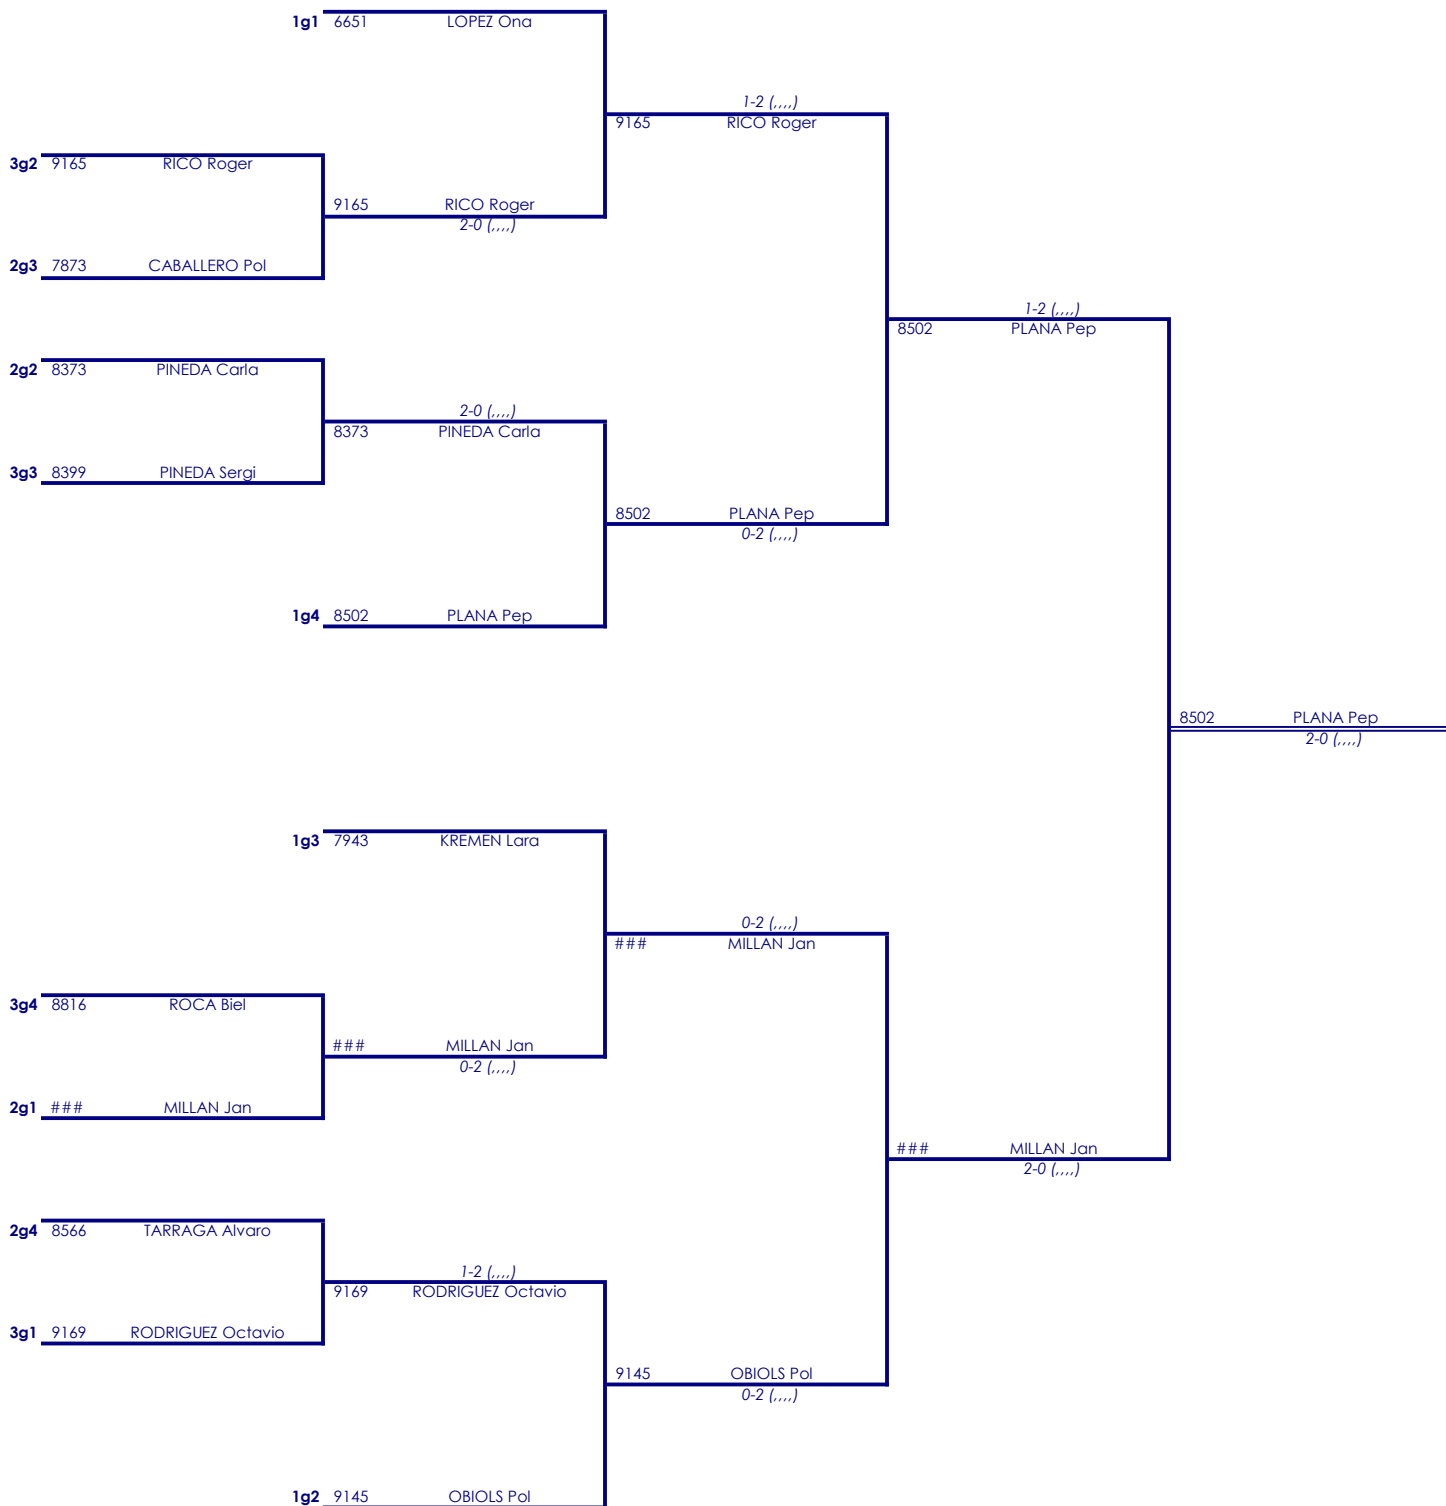 1g1 6651 LOPEZ Ona
1-2 (,,,,)
9165 RICO Roger
3g2 9165 RICO Roger
9165 RICO Roger
2-0 (,,,,)
2g3 7873 CABALLERO Pol
1-2 (,,,,)
8502 PLANA Pep
2g2 8373 PINEDA Carla
2-0 (,,,,)
8373 PINEDA Carla
3g3 8399 PINEDA Sergi
8502 PLANA Pep
0-2 (,,,,)
1g4 8502 PLANA Pep
8502 PLANA Pep
2-0 (,,,,)
1g3 7943 KREMEN Lara
0-2 (,,,,)
### MILLAN Jan
3g4 8816 ROCA Biel
### MILLAN Jan
0-2 (,,,,)
2g1 ### MILLAN Jan
### MILLAN Jan
2-0 (,,,,)
2g4 8566 TARRAGA Alvaro
1-2 (,,,,)
9169 RODRIGUEZ Octavio
3g1 9169 RODRIGUEZ Octavio
9145 OBIOLS Pol
0-2 (,,,,)
1g2 9145 OBIOLS Pol